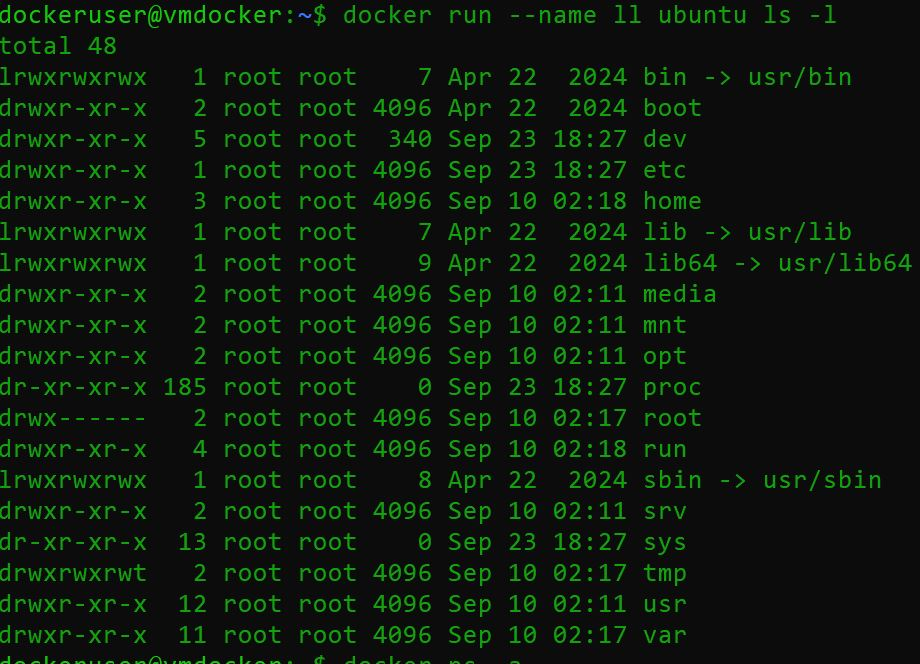 dockeruser@vmdocker:~$ docker run --name ll ubuntu ls -l
total 48
lrwxrwxrwx   1 root root    7 Apr 22  2024 bin -> usr/bin
drwxr-xr-x   2 root root 4096 Apr 22  2024 boot
drwxr-xr-x   5 root root  340 Sep 23 18:27 dev
drwxr-xr-x   1 root root 4096 Sep 23 18:27 etc
drwxr-xr-x   3 root root 4096 Sep 10 02:18 home
lrwxrwxrwx   1 root root    7 Apr 22  2024 lib -> usr/lib
lrwxrwxrwx   1 root root    9 Apr 22  2024 lib64 -> usr/lib64
drwxr-xr-x   2 root root 4096 Sep 10 02:11 media
drwxr-xr-x   2 root root 4096 Sep 10 02:11 mnt
drwxr-xr-x   2 root root 4096 Sep 10 02:11 opt
dr-xr-xr-x 185 root root    0 Sep 23 18:27 proc
drwx------   2 root root 4096 Sep 10 02:17 root
drwxr-xr-x   4 root root 4096 Sep 10 02:18 run
lrwxrwxrwx   1 root root    8 Apr 22  2024 sbin -> usr/sbin
drwxr-xr-x   2 root root 4096 Sep 10 02:11 srv
dr-xr-xr-x  13 root root    0 Sep 23 18:27 sys
drwxrwxrwt   2 root root 4096 Sep 10 02:17 tmp
drwxr-xr-x  12 root root 4096 Sep 10 02:11 usr
drwxr-xr-x  11 root root 4096 Sep 10 02:17 var
dockeruser@vmdocker:~$ docker ps -a